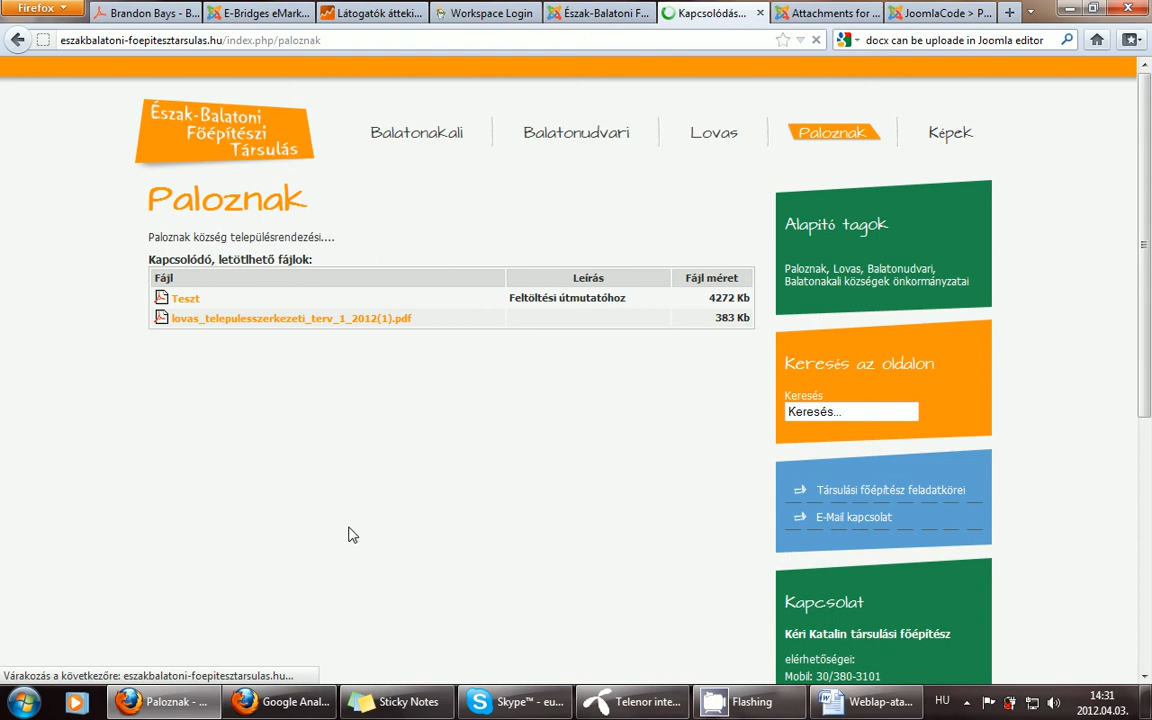 Firefox
Brandon Bays - B...
E-Bridges eMark...
Látogatók átteki...
Workspace Login
Észak-Balatoni F...
Kapcsolódás...
Attachments for ...
JoomlaCode > P...
eszakbalatoni-foepitesztarsulas.hu/index.php/paloznak
docx can be uploade in Joomla editor
Észak-Balatoni
Főépítészi
Társulás
Balatonakali
Balatonudvari
Lovas
Paloznak
Képek
Paloznak
Paloznak község településrendezési....
Kapcsolódó, letötlhető fájlok:
Fájl Leírás Fájl méret
Teszt Feltöltési útmutatóhoz 4272 Kb
lovas_telepulesszerkezeti_terv_1_2012(1).pdf 383 Kb
Alapító tagok
Paloznak, Lovas, Balatonudvari,
Balatonakali községek önkormányzatai
Keresés az oldalon
Keresés
Keresés...
Társulási főépítész feladatkörei
E-Mail kapcsolat
Kapcsolat
Kéri Katalin társulási főépítész
elérhetőségei:
Mobil: 30/380-3101
Várakozás a következőre: eszakbalatoni-foepitesztarsulas.hu...
Paloznak - ...
Google Anal...
Sticky Notes
Skype™ - eu...
Telenor inte...
Flashing
Weblap-ata...
HU
14:31
2012.04.03.